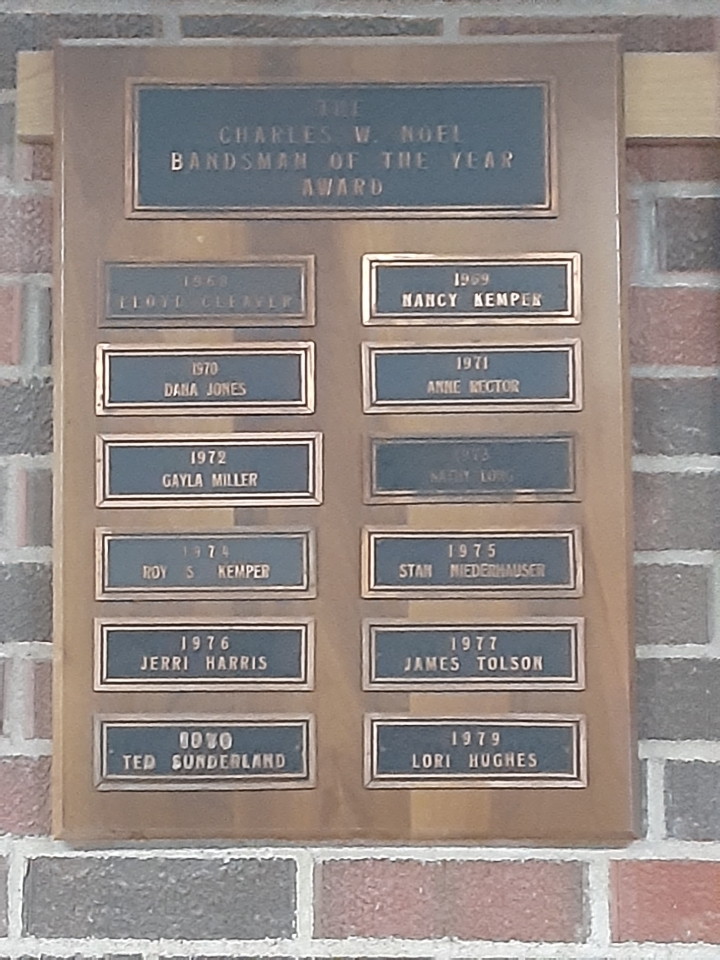 THE
CHARLES W. NOEL
BANDSMAN OF THE YEAR
AWARD
1968
LLOYD CLEAVER
1969
NANCY KEMPER
1970
DANA JONES
1971
ANNE RECTOR
1972
GAYLA MILLER
1973
KATHY LONG
1974
ROY S KEMPER
1975
STAN NIEDERHAUSER
1976
JERRI HARRIS
1977
JAMES TOLSON
TED SUNDERLAND
1979
LORI HUGHES